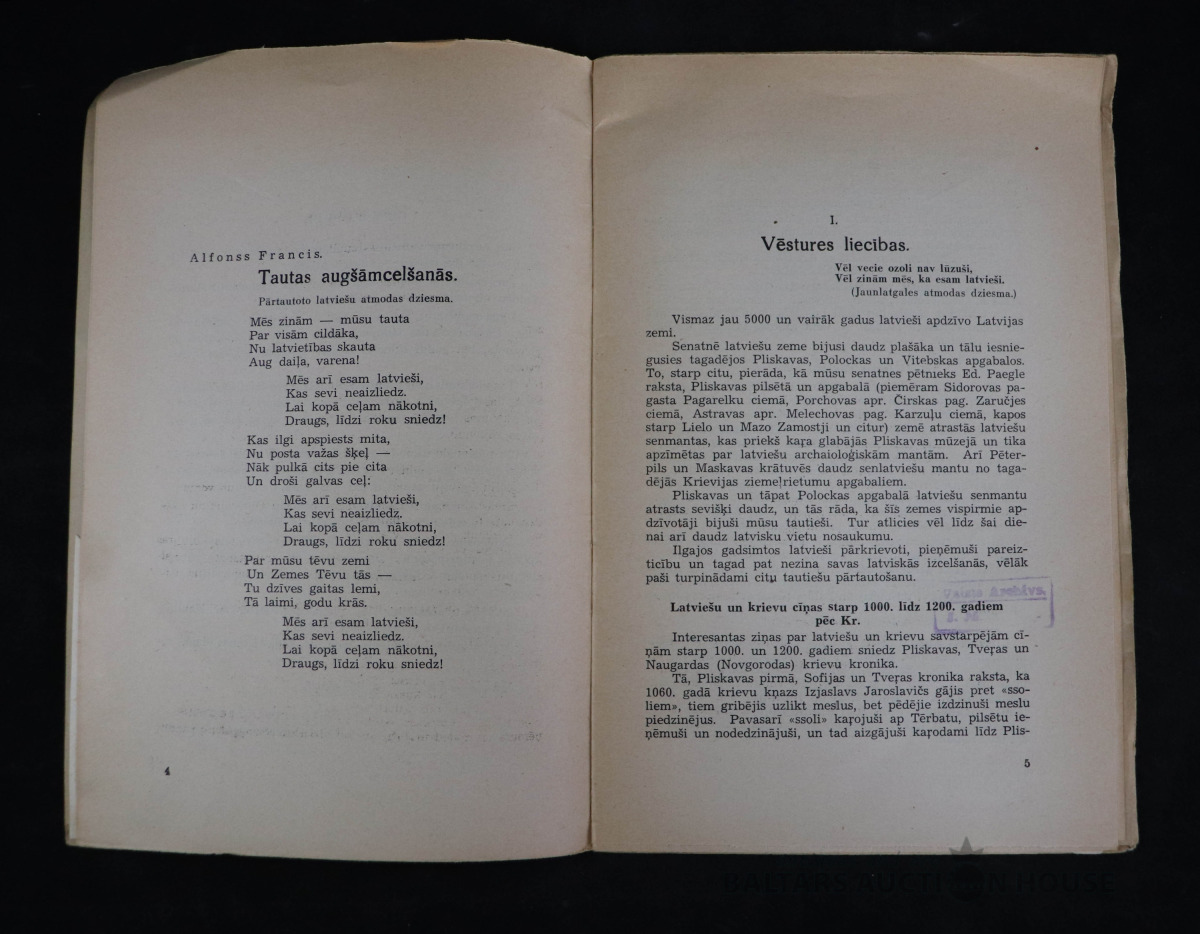 Alfonss Francis.
Tautas augšāmcelšanās.
Pārtautoto latviešu atmodas dziesma.
Mēs zinām — mūsu tauta
Par visām cildāka,
Nu latvietības skauta
Aug daiļa, varena!
Mēs arī esam latvieši,
Kas sevi neaizliedz.
Lai kopā ceļam nākotni,
Draugs, līdzi roku sniedz!
Kas ilgi apspiests mita,
Nu posta važas šķeļ —
Nāk pulkā cits pie cita
Un droši galvas ceļ:
Mēs arī esam latvieši,
Kas sevi neaizliedz.
Lai kopā ceļam nākotni,
Draugs, līdzi roku sniedz!
Par mūsu tēvu zemi
Un Zemes Tēvu tās —
Tu dzīves gaitas lemi,
Tā laimi, godu krās.
Mēs arī esam latvieši,
Kas sevi neaizliedz.
Lai kopā ceļam nākotni,
Draugs, līdzi roku sniedz!
4
I.
Vēstures liecības.
Vēl vecie ozoli nav lūzuši,
Vēl zinām mēs, ka esam latvieši.
(Jaunlatgales atmodas dziesma.)
Vismaz jau 5000 un vairāk gadus latvieši apdzīvo Latvijas
zemi.
Senatnē latviešu zeme bijusi daudz plašāka un tālu iesnie-
gusies tagadējos Pliskavas, Polockas un Vitebskas apgabalos.
To, starp citu, pierāda, kā mūsu senatnes pētnieks Ed. Paegle
raksta, Pliskavas pilsētā un apgabalā (piemēram Sidorovas pa-
gasta Pagarelku ciemā, Porchovas apr. Čirskas pag. Zaručjes
ciemā, Astravas apr. Melechovas pag. Karzuļu ciemā, kapos
starp Lielo un Mazo Zamostji un citur) zemē atrastās latviešu
senmantas, kas priekš kaŗa glabājās Pliskavas mūzejā un tika
apzīmētas par latviešu archaioloģiskām mantām. Arī Pēter-
pils un Maskavas krātuvēs daudz senlatviešu mantu no taga-
dējās Krievijas ziemeļrietumu apgabaliem.
Pliskavas un tāpat Polockas apgabalā latviešu senmantu
atrasts sevišķi daudz, un tās rāda, ka šīs zemes vispirmie ap-
dzīvotāji bijuši mūsu tautieši. Tur atlicies vēl līdz šai die-
nai arī daudz latvisku vietu nosaukumu.
Ilgajos gadsimtos latvieši pārkrievoti, pieņēmuši pareiz-
ticību un tagad pat nezina savas latviskās izcelšanās, vēlāk
paši turpinādami citu tautiešu pārtautošanu.
Valsts Archīvs.
Latviešu un krievu cīņas starp 1000. līdz 1200. gadiem
pēc Kr.
Interesantas ziņas par latviešu un krievu savstarpējām cī-
ņām starp 1000. un 1200. gadiem sniedz Pliskavas, Tveŗas un
Naugardas (Novgorodas) krievu kronika.
Tā, Pliskavas pirmā, Sofijas un Tveŗas kronika raksta, ka
1060. gadā krievu kņazs Izjaslavs Jaroslavičs gājis pret «sso-
liem», tiem gribējis uzlikt meslus, bet pēdējie izdzinuši meslu
piedzinējus. Pavasarī «ssoli» kaŗojuši ap Tērbatu, pilsētu ie-
ņēmuši un nodedzinājuši, un tad aizgājuši kaŗodami līdz Plis-
5
BALTARS AUCTION HOUSE